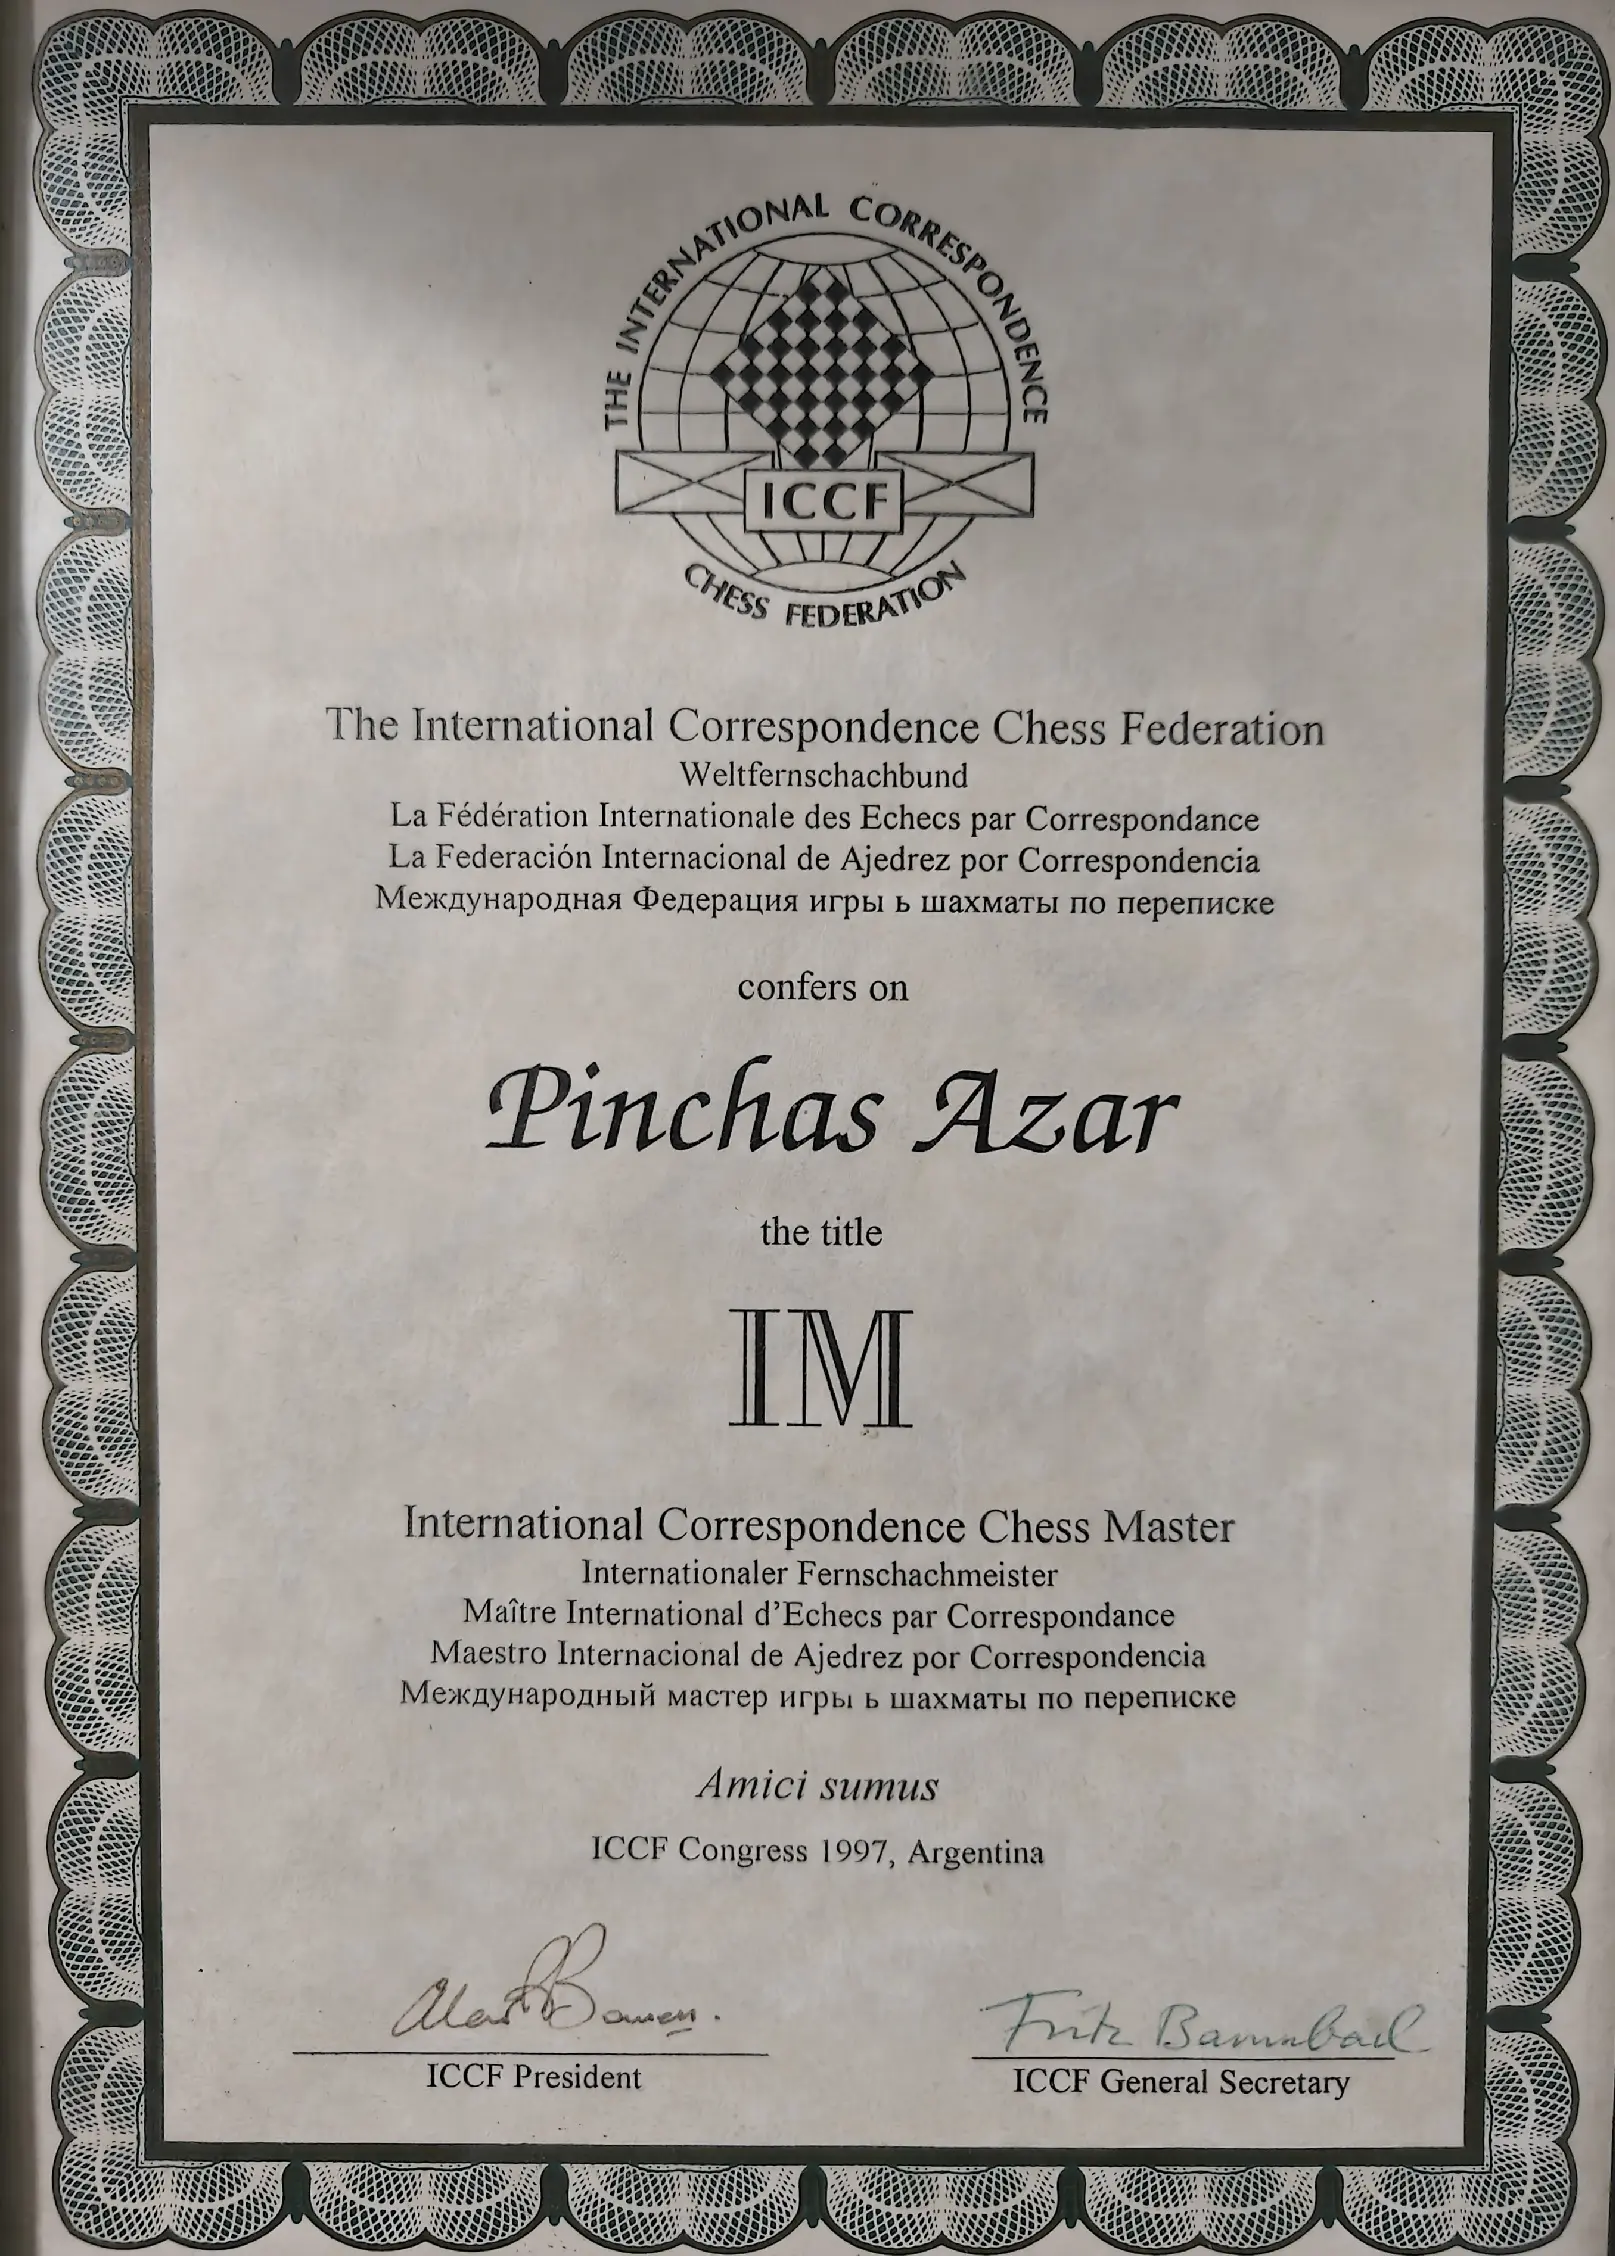 THE INTERNATIONAL CORRESPONDENCE
ICCF
CHESS FEDERATION
The International Correspondence Chess Federation
Weltfernschachbund
La Fédération Internationale des Echecs par Correspondance
La Federación Internacional de Ajedrez por Correspondencia
Международная Федерация игры ь шахматы по переписке
confers on
Pinchas Azar
the title
IM
International Correspondence Chess Master
Internationaler Fernschachmeister
Maître International d’Echecs par Correspondance
Maestro Internacional de Ajedrez por Correspondencia
Международный мастер игры ь шахматы по переписке
Amici sumus
ICCF Congress 1997, Argentina
Fritz Baumbach
ICCF President
ICCF General Secretary